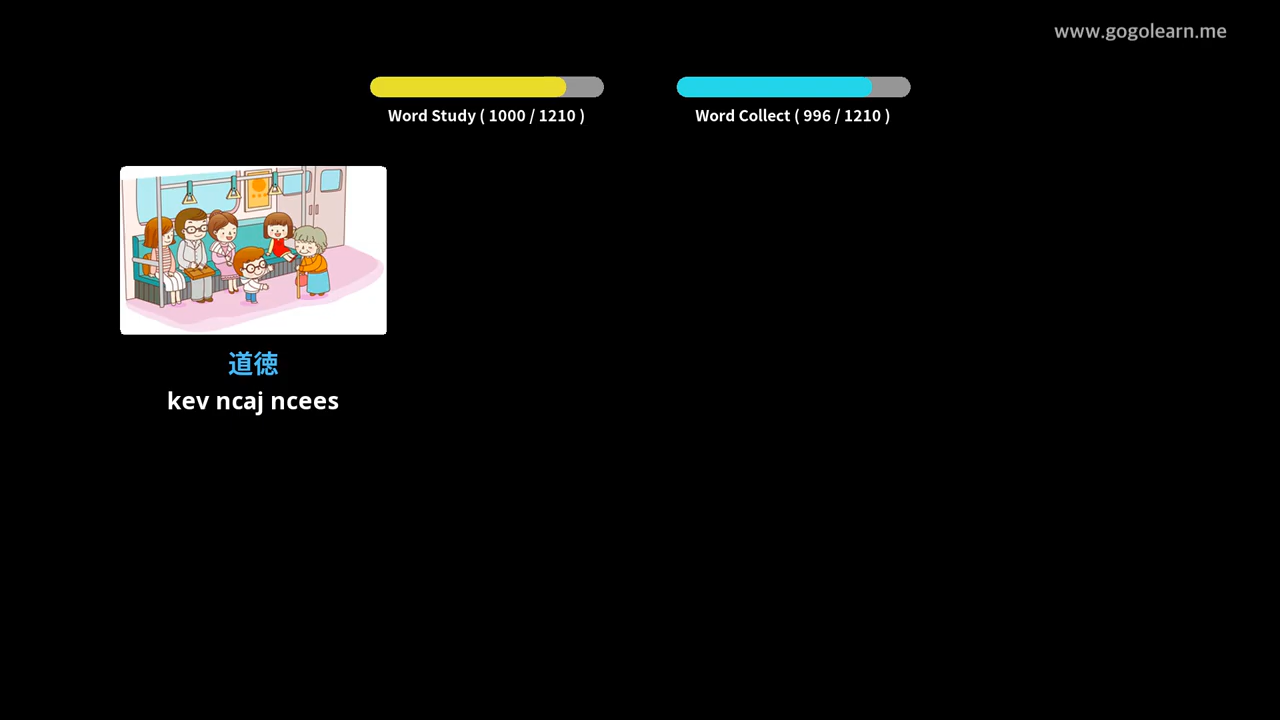 www.gogolearn.me
Word Study ( 1000 / 1210 )
Word Collect ( 996 / 1210 )
道徳
kev ncaj ncees